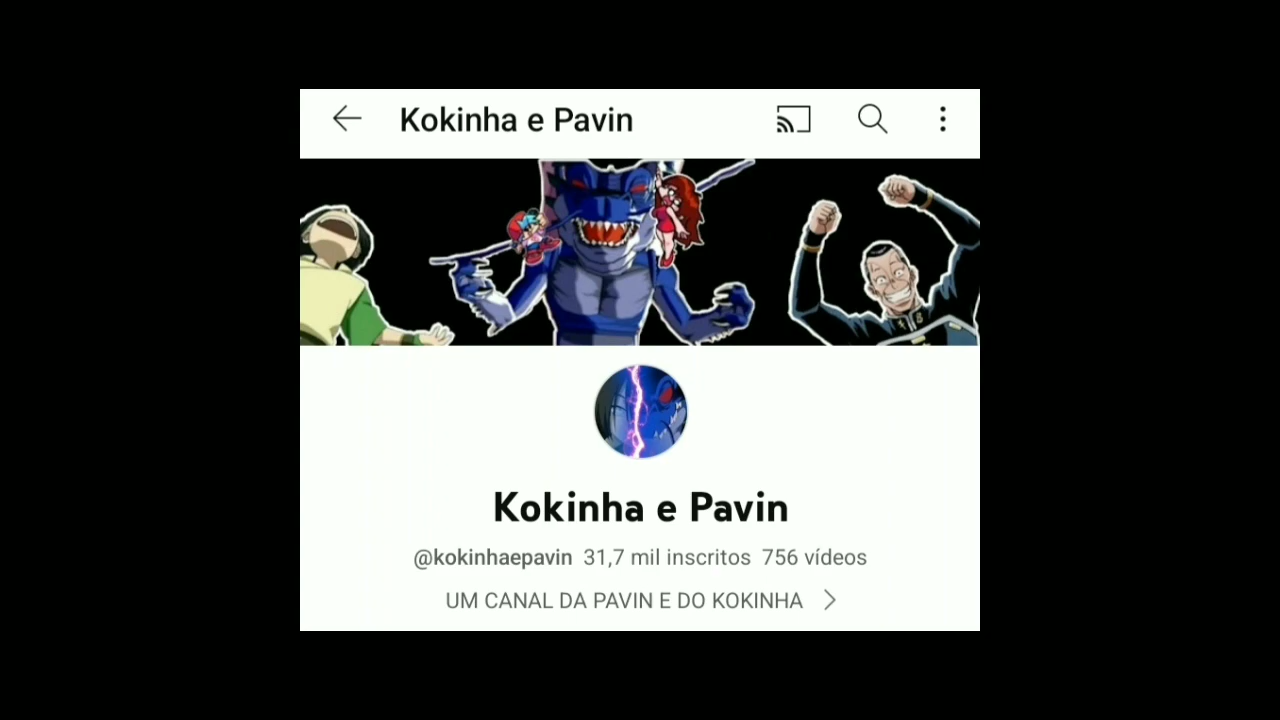 Kokinha e Pavin
Kokinha e Pavin
@kokinhaepavin 31,7 mil inscritos 756 vídeos
UM CANAL DA PAVIN E DO KOKINHA